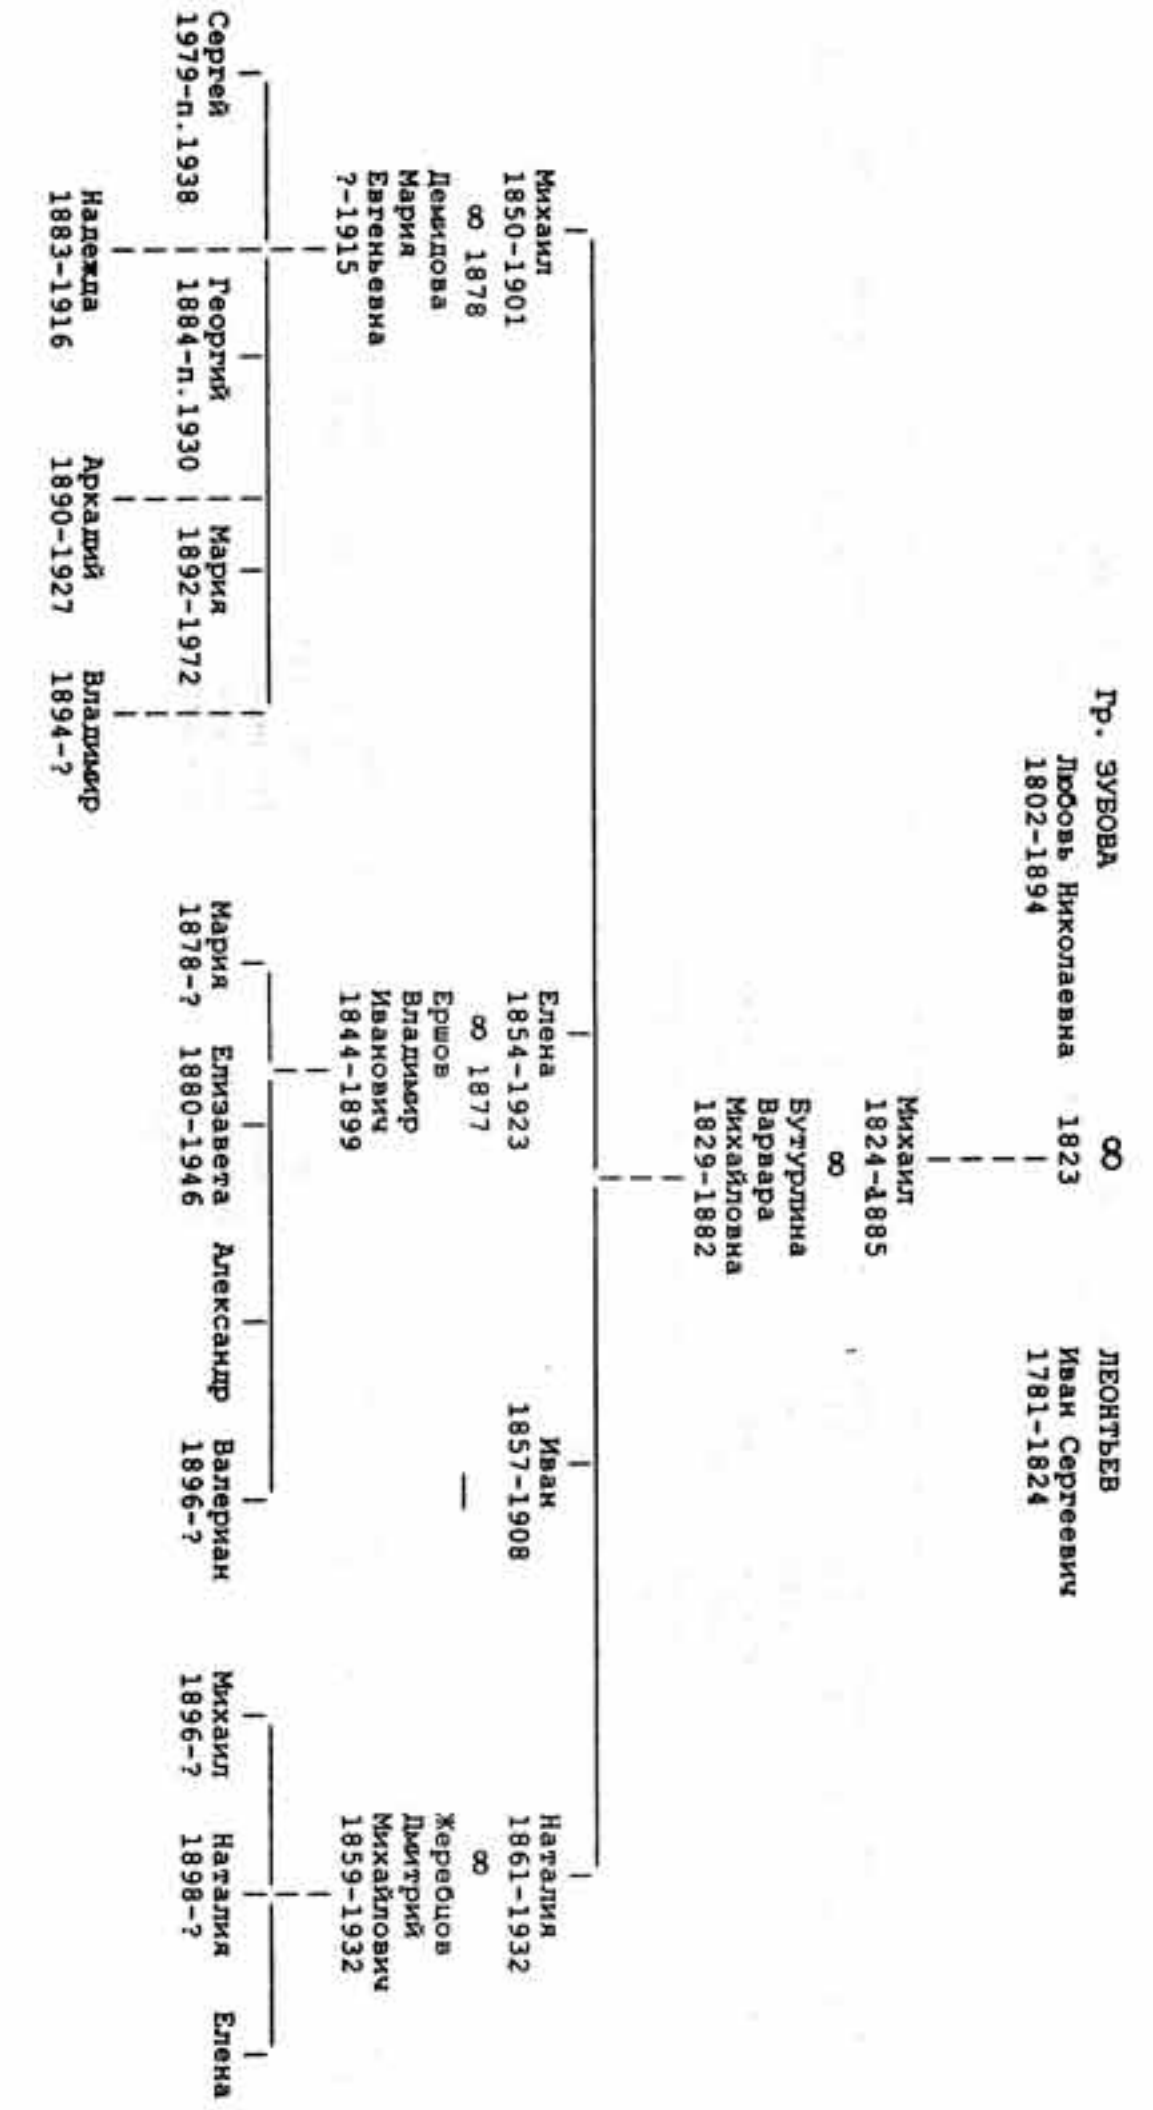 Гр. ЗУБОВА ∞ ЛЕОНТЬЕВ
Любовь Николаевна 1823 Иван Сергеевич
1802-1894 1781-1824
Михаил
1824-1885
∞
Бутурлина
Варвара
Михайловна
1829-1882
Михаил Елена Иван Наталия
1850-1901 1854-1923 1857-1908 1861-1932
∞ 1878 ∞ 1877 — ∞
Демидова Ершов Жеребцов
Мария Владимир Дмитрий
Евгеньевна Иванович Михайлович
?-1915 1844-1899 1859-1932
Сергей Георгий Мария Мария Елизавета Александр Валериан Михаил Наталия Елена
1979-п.1938 1884-п.1930 1892-1972 1878-? 1880-1946 1896-? 1896-? 1898-?
Надежда Аркадий Владимир
1883-1916 1890-1927 1894-?